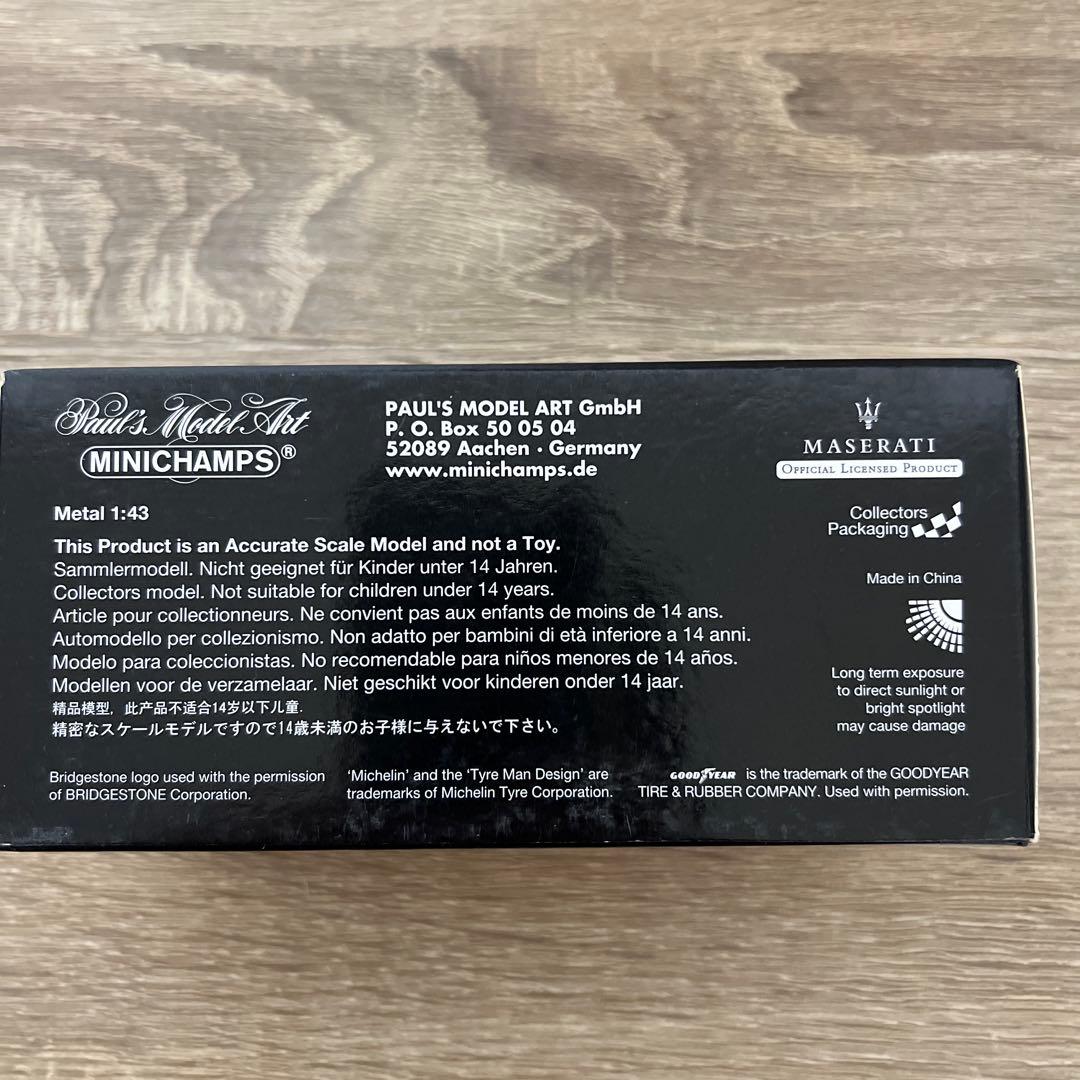 Paul's Model Art
MINICHAMPS®
PAUL'S MODEL ART GmbH
P. O. Box 50 05 04
52089 Aachen · Germany
www.minichamps.de
MASERATI
OFFICIAL LICENSED PRODUCT
Metal 1:43
This Product is an Accurate Scale Model and not a Toy.
Sammlermodell. Nicht geeignet für Kinder unter 14 Jahren.
Collectors model. Not suitable for children under 14 years.
Article pour collectionneurs. Ne convient pas aux enfants de moins de 14 ans.
Automodello per collezionismo. Non adatto per bambini di età inferiore a 14 anni.
Modelo para coleccionistas. No recomendable para niños menores de 14 años.
Modellen voor de verzamelaar. Niet geschikt voor kinderen onder 14 jaar.
精品模型，此产品不适合14岁以下儿童.
精密なスケールモデルですので14歳未満のお子様に与えないで下さい。
Collectors
Packaging
Made in China
Long term exposure
to direct sunlight or
bright spotlight
may cause damage
Bridgestone logo used with the permission
of BRIDGESTONE Corporation.
'Michelin' and the 'Tyre Man Design' are
trademarks of Michelin Tyre Corporation.
GOODYEAR is the trademark of the GOODYEAR
TIRE & RUBBER COMPANY. Used with permission.